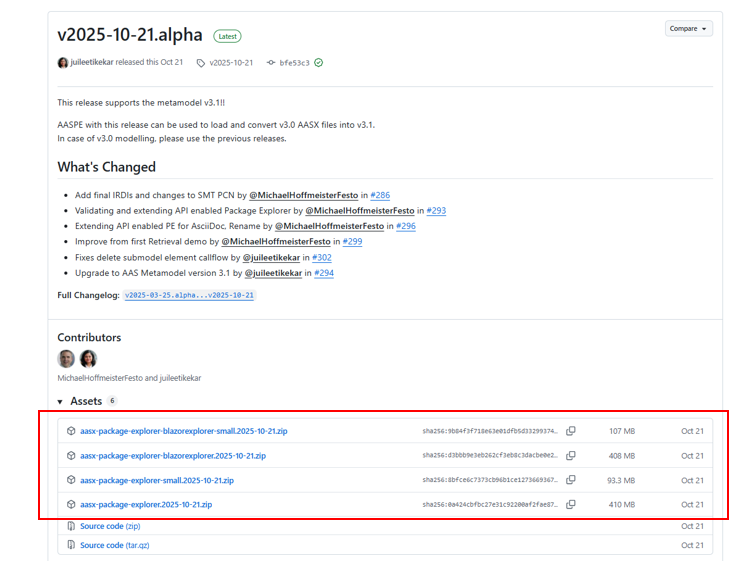 v2025-10-21.alpha Latest Compare
juileetikekar released this Oct 21 v2025-10-21 bfe53c3
This release supports the metamodel v3.1!!
AASPE with this release can be used to load and convert v3.0 AASX files into v3.1.
In case of v3.0 modelling, please use the previous releases.
What's Changed
• Add final IRDIs and changes to SMT PCN by @MichaelHoffmeisterFesto in #286
• Validating and extending API enabled Package Explorer by @MichaelHoffmeisterFesto in #293
• Extending API enabled PE for AsciiDoc, Rename by @MichaelHoffmeisterFesto in #296
• Improve from first Retrieval demo by @MichaelHoffmeisterFesto in #299
• Fixes delete submodel element callflow by @juileetikekar in #302
• Upgrade to AAS Metamodel version 3.1 by @juileetikekar in #294
Full Changelog: v2025-03-25.alpha...v2025-10-21
Contributors
MichaelHoffmeisterFesto and juileetikekar
Assets 6
aasx-package-explorer-blazorexplorer-small.2025-10-21.zip sha256:9b84f3f718e63e01dfb5d33299374… 107 MB Oct 21
aasx-package-explorer-blazorexplorer.2025-10-21.zip sha256:d3bbb9e3eb262cf3eb8c3dacbe0e2… 408 MB Oct 21
aasx-package-explorer-small.2025-10-21.zip sha256:8bfce6c7373cb96b1ce1273669367… 93.3 MB Oct 21
aasx-package-explorer.2025-10-21.zip sha256:0a424cbfbc27e31c92200af2fae87… 410 MB Oct 21
Source code (zip) Oct 21
Source code (tar.gz) Oct 21